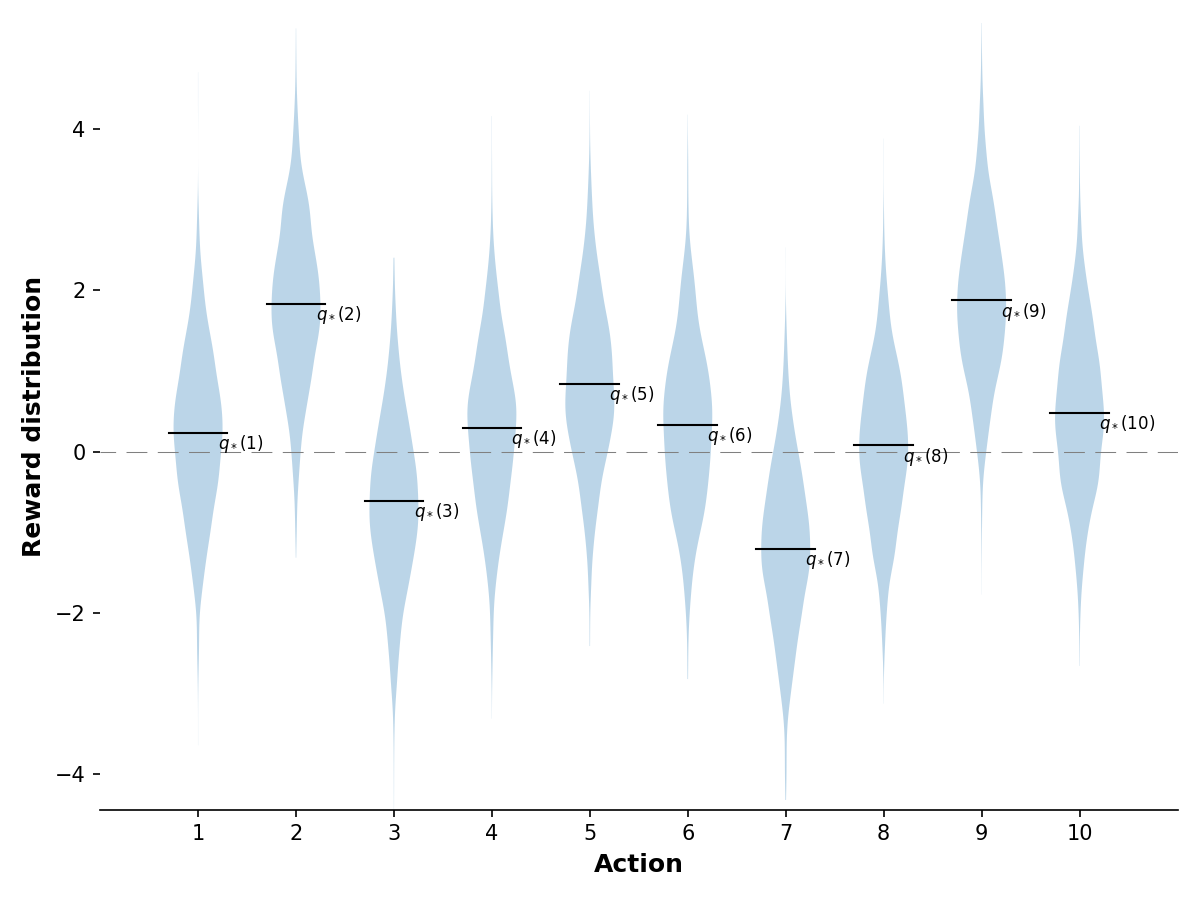 Reward distribution
4
2
0
−2
−4
q*(1)
q*(2)
q*(3)
q*(4)
q*(5)
q*(6)
q*(7)
q*(8)
q*(9)
q*(10)
1 2 3 4 5 6 7 8 9 10
Action